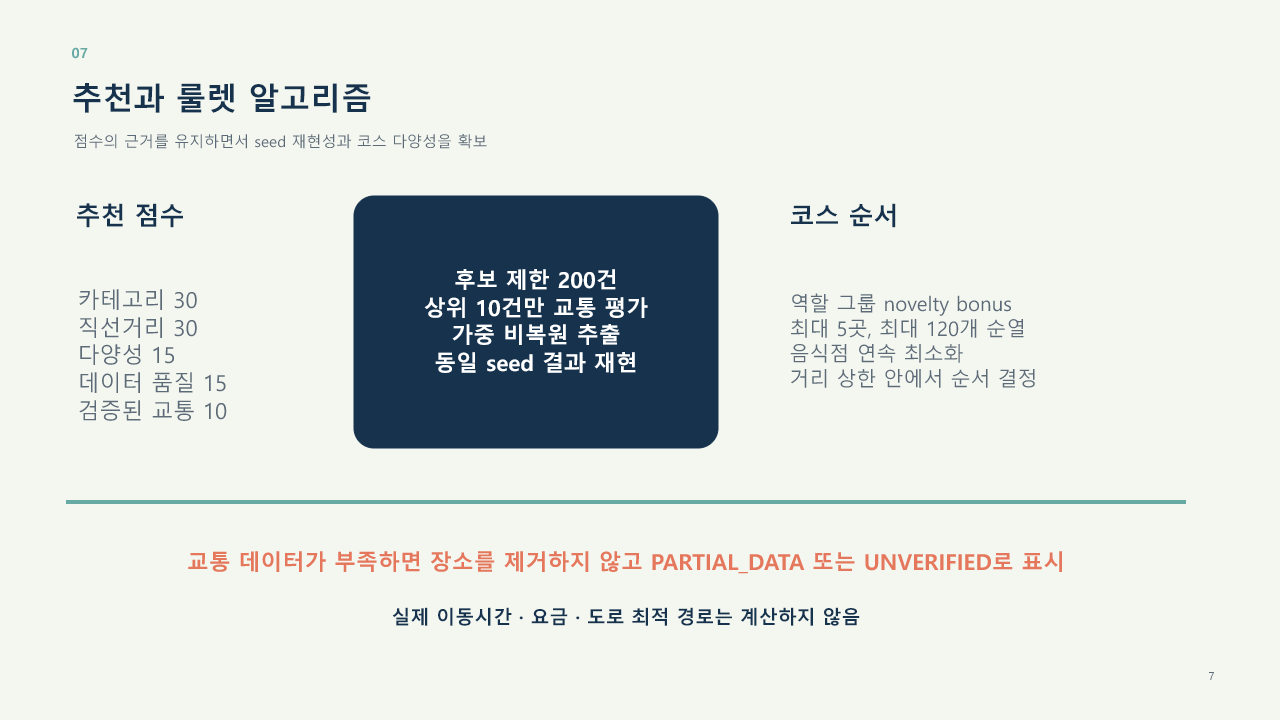 07
추천과 룰렛 알고리즘
점수의 근거를 유지하면서 seed 재현성과 코스 다양성을 확보
추천 점수
카테고리 30
직선거리 30
다양성 15
데이터 품질 15
검증된 교통 10
후보 제한 200건
상위 10건만 교통 평가
가중 비복원 추출
동일 seed 결과 재현
코스 순서
역할 그룹 novelty bonus
최대 5곳, 최대 120개 순열
음식점 연속 최소화
거리 상한 안에서 순서 결정
교통 데이터가 부족하면 장소를 제거하지 않고 PARTIAL_DATA 또는 UNVERIFIED로 표시
실제 이동시간 · 요금 · 도로 최적 경로는 계산하지 않음
7